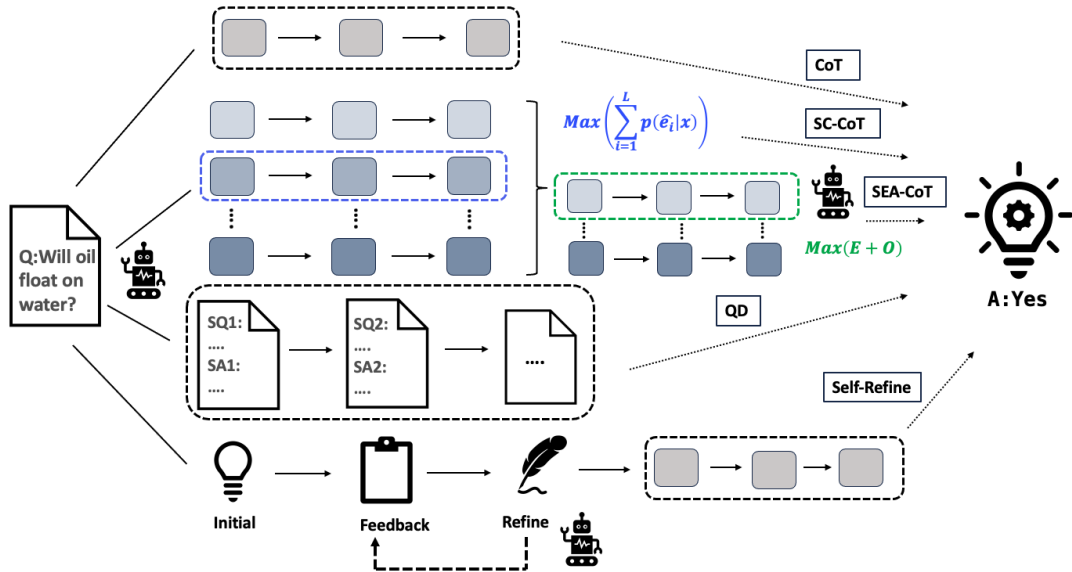 CoT
Max(∑_{i=1}^{L} p(ê_i|x))
SC-CoT
SEA-CoT
Q:Will oil
float on
water?
Max(E + O)
A:Yes
QD
SQ1:
....
SA1:
....
SQ2:
....
SA2:
....
....
Self-Refine
Initial
Feedback
Refine